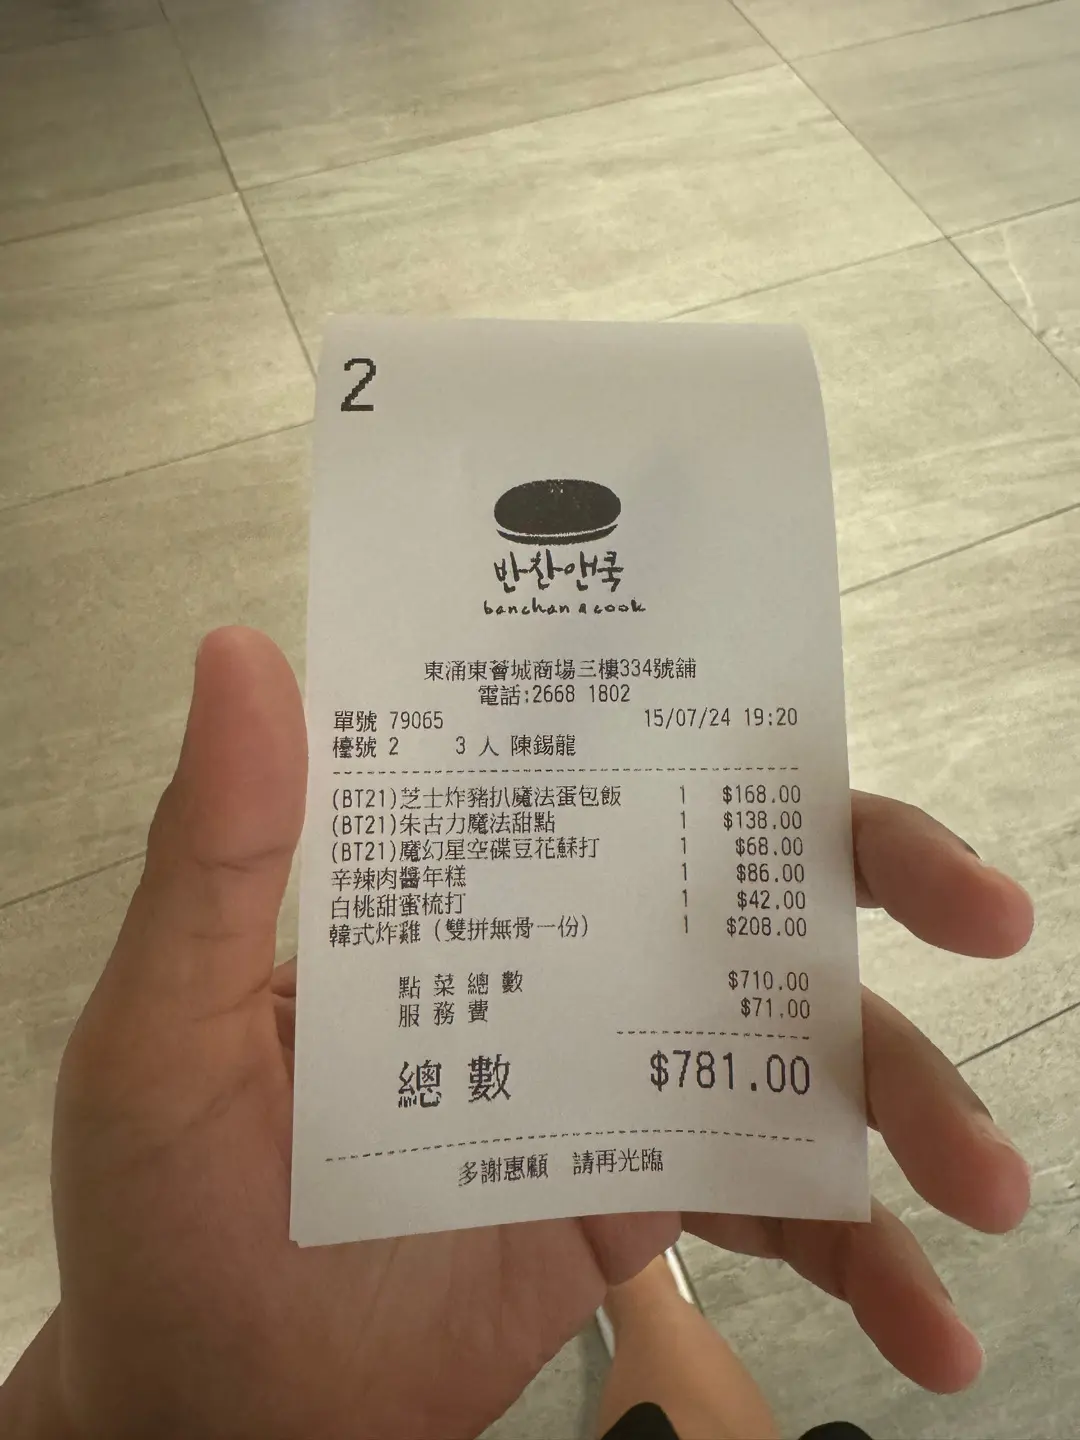 2
반찬앤쿡
banchan & cook
東涌東薈城商場三樓334號舖
電話:2668 1802
單號 79065 15/07/24 19:20
檯號 2 3 人 陳錫龍
(BT21)芝士炸豬扒魔法蛋包飯 1 $168.00
(BT21)朱古力魔法甜點 1 $138.00
(BT21)魔幻星空碟豆花蘇打 1 $68.00
辛辣肉醬年糕 1 $86.00
白桃甜蜜梳打 1 $42.00
韓式炸雞 (雙拼無骨一份) 1 $208.00
點菜總數 $710.00
服務費 $71.00
總數 $781.00
多謝惠顧 請再光臨